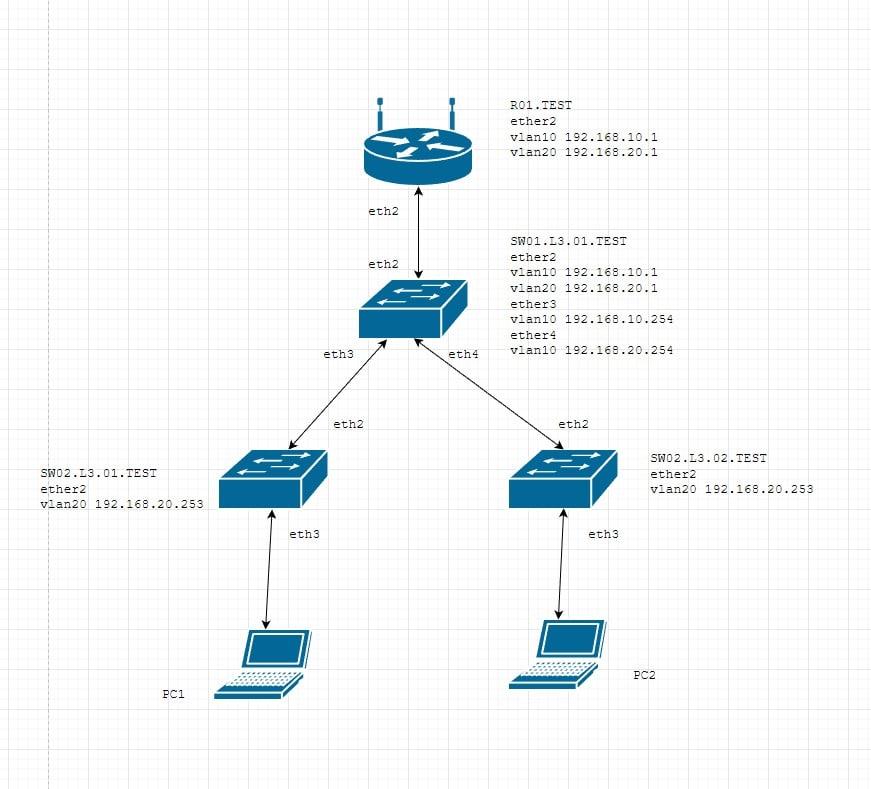 R01.TEST
ether2
vlan10 192.168.10.1
vlan20 192.168.20.1
eth2
SW01.L3.01.TEST
ether2
vlan10 192.168.10.1
vlan20 192.168.20.1
ether3
vlan10 192.168.10.254
ether4
vlan10 192.168.20.254
eth2
eth3
eth4
eth2
eth2
SW02.L3.01.TEST
ether2
vlan20 192.168.20.253
SW02.L3.02.TEST
ether2
vlan20 192.168.20.253
eth3
eth3
PC1
PC2